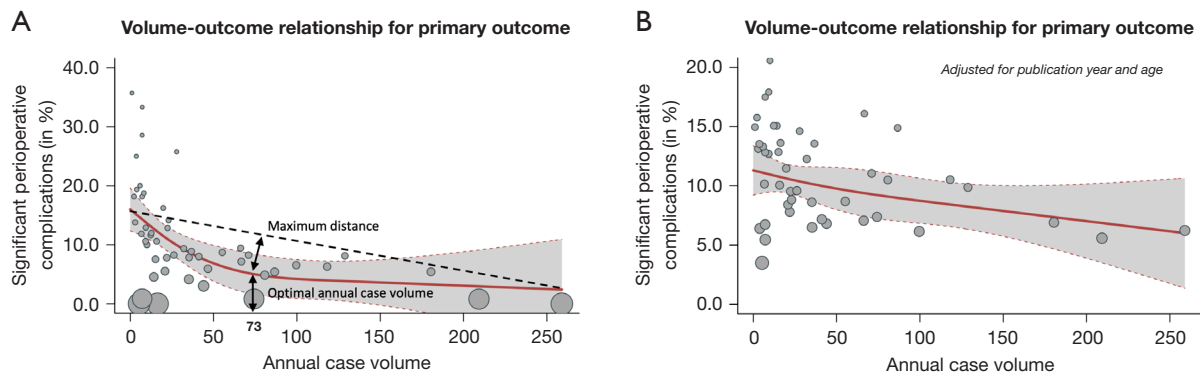 A
Volume-outcome relationship for primary outcome
Significant perioperative
complications (in %)
40.0
30.0
20.0
10.0
0.0
Maximum distance
Optimal annual case volume
73
0
50
100
150
200
250
Annual case volume
B
Volume-outcome relationship for primary outcome
Adjusted for publication year and age
Significant perioperative
complications (in %)
20.0
15.0
10.0
5.0
0.0
0
50
100
150
200
250
Annual case volume